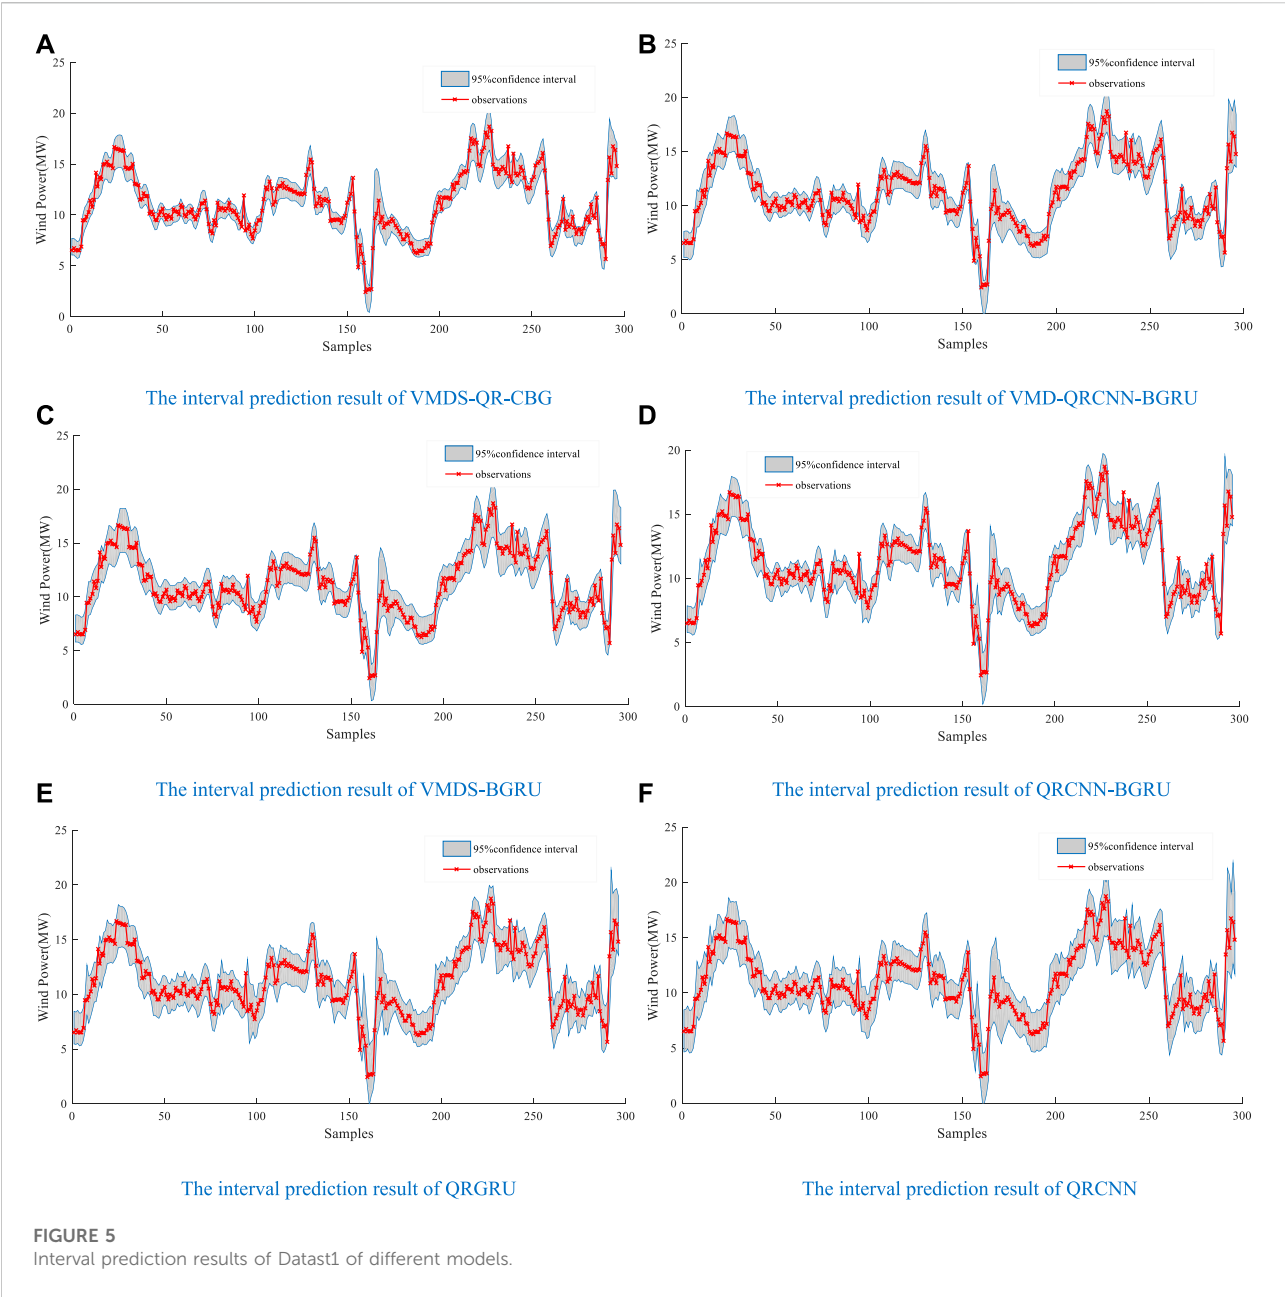 A
25
20
15
10
5
0
Wind Power(MW)
95%confidence interval
observations
0 50 100 150 200 250 300
Samples
The interval prediction result of VMDS-QR-CBG
B
25
20
15
10
5
0
Wind Power(MW)
95%confidence interval
observations
0 50 100 150 200 250 300
Samples
The interval prediction result of VMD-QRCNN-BGRU
C
25
20
15
10
5
0
Wind Power(MW)
95%confidence interval
observations
0 50 100 150 200 250 300
Samples
The interval prediction result of VMDS-BGRU
D
20
15
10
5
0
Wind Power(MW)
95%confidence interval
observations
0 50 100 150 200 250 300
Samples
The interval prediction result of QRCNN-BGRU
E
25
20
15
10
5
0
Wind Power(MW)
95%confidence interval
observations
0 50 100 150 200 250 300
Samples
The interval prediction result of QRGRU
F
25
20
15
10
5
0
Wind Power(MW)
95%confidence interval
observations
0 50 100 150 200 250 300
Samples
The interval prediction result of QRCNN
FIGURE 5
Interval prediction results of Datast1 of different models.